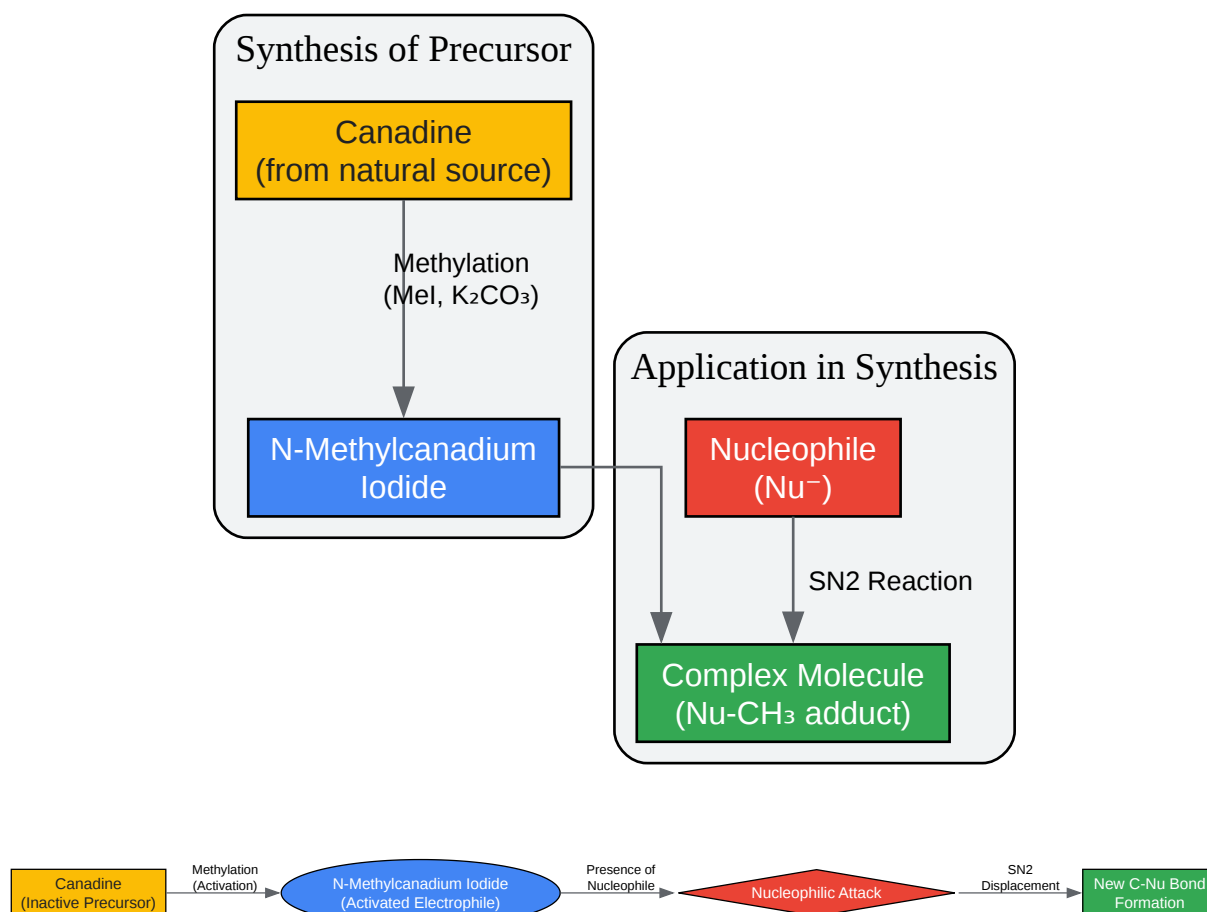 Synthesis of Precursor
Canadine
(from natural source)
Methylation
(MeI, K₂CO₃)
N-Methylcanadium
Iodide
Application in Synthesis
Nucleophile
(Nu⁻)
SN2 Reaction
Complex Molecule
(Nu-CH₃ adduct)
Canadine
(Inactive Precursor)
Methylation
(Activation)
N-Methylcanadium Iodide
(Activated Electrophile)
Presence of
Nucleophile
Nucleophilic Attack
SN2
Displacement
New C-Nu Bond
Formation